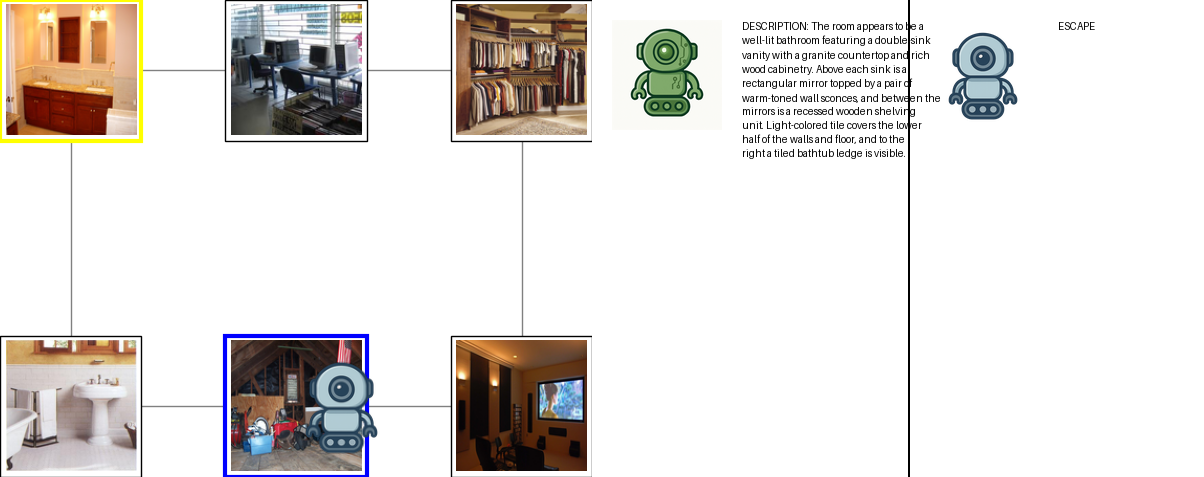 DESCRIPTION: The room appears to be a
well-lit bathroom featuring a double sink
vanity with a granite countertop and rich
wood cabinetry. Above each sink is a
rectangular mirror topped by a pair of
warm-toned wall sconces, and between the
mirrors is a recessed wooden shelving
unit. Light-colored tile covers the lower
half of the walls and floor, and to the
right a tiled bathtub ledge is visible.
ESCAPE